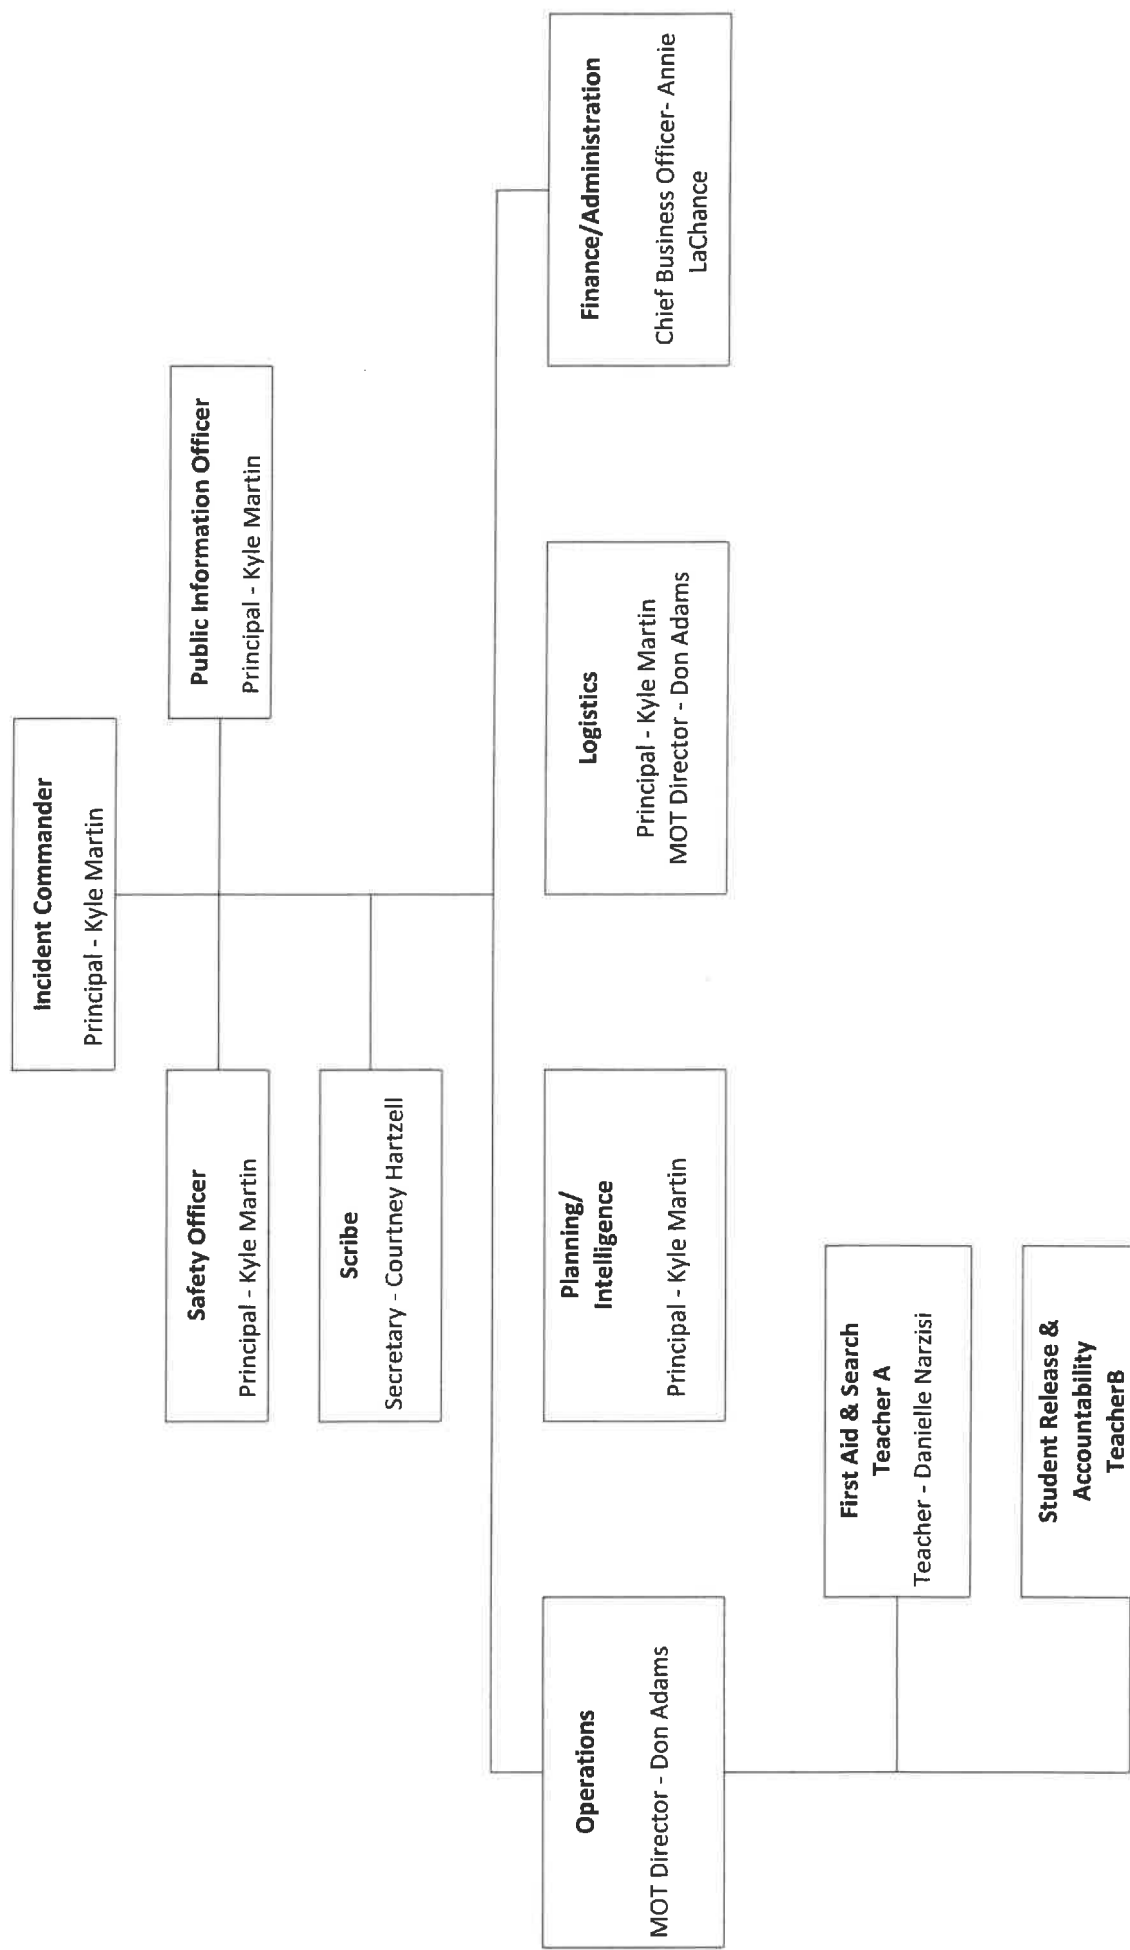 Incident Commander
Principal - Kyle Martin
Safety Officer
Principal - Kyle Martin
Public Information Officer
Principal - Kyle Martin
Scribe
Secretary - Courtney Hartzell
Operations
MOT Director - Don Adams
Planning/
Intelligence
Principal - Kyle Martin
Logistics
Principal - Kyle Martin
MOT Director - Don Adams
Finance/Administration
Chief Business Officer- Annie
LaChance
First Aid & Search
Teacher A
Teacher - Danielle Narzisi
Student Release &
Accountability
TeacherB